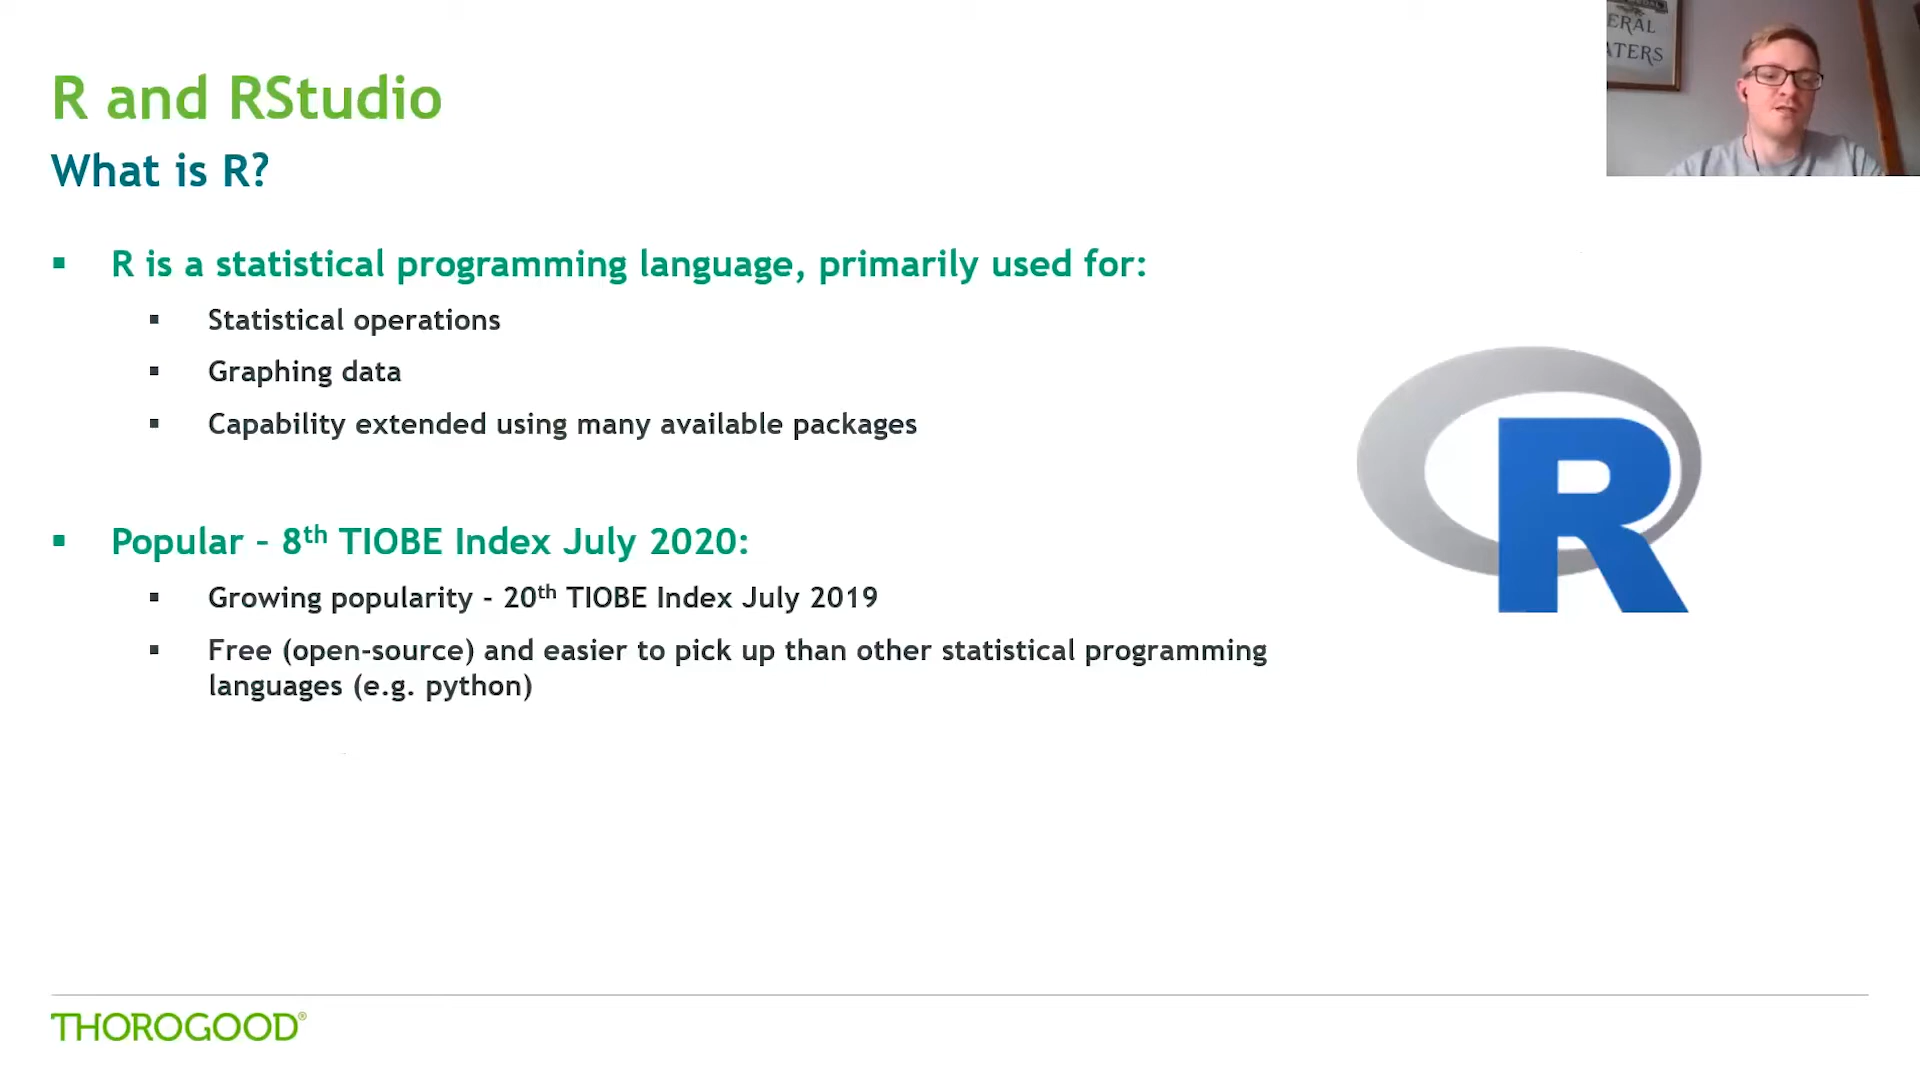 R and RStudio
What is R?
▪ R is a statistical programming language, primarily used for:
▪ Statistical operations
▪ Graphing data
▪ Capability extended using many available packages
▪ Popular – 8th TIOBE Index July 2020:
▪ Growing popularity - 20th TIOBE Index July 2019
▪ Free (open-source) and easier to pick up than other statistical programming
languages (e.g. python)
R
ERAL
ATERS
THOROGOOD®